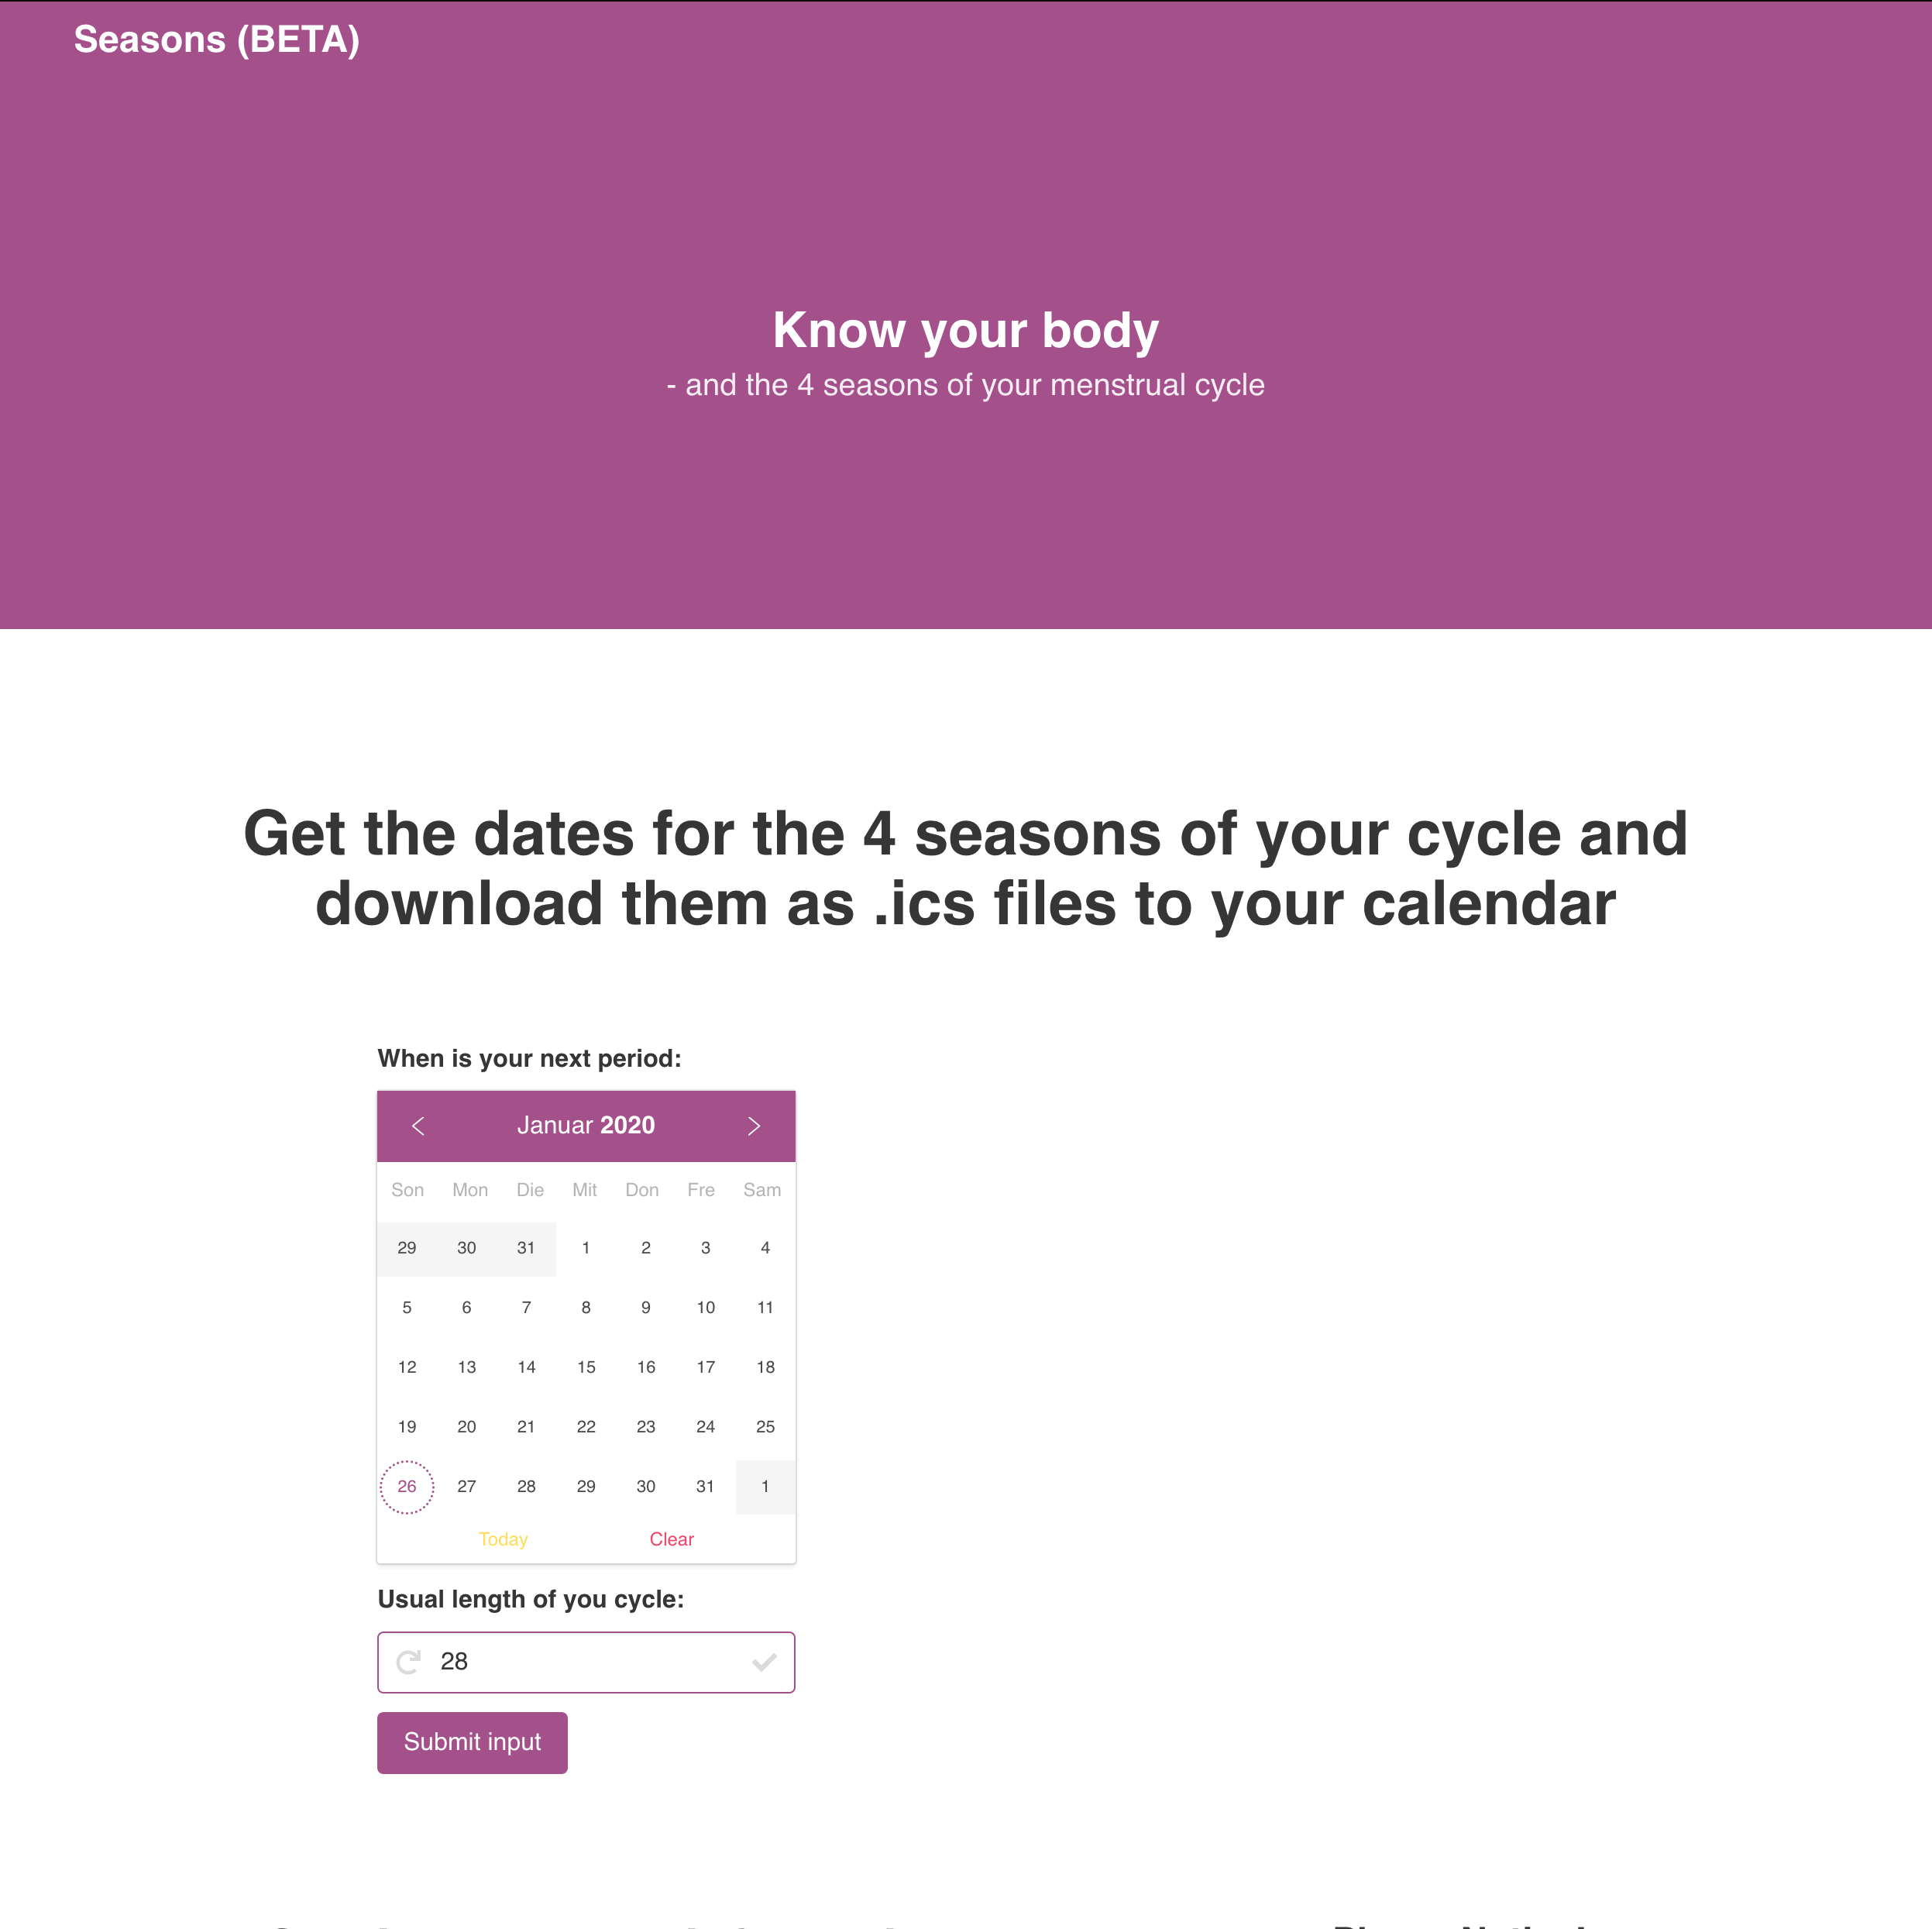 Seasons (BETA)
Know your body
- and the 4 seasons of your menstrual cycle
Get the dates for the 4 seasons of your cycle and
download them as .ics files to your calendar
When is your next period:
Januar 2020
Son Mon Die Mit Don Fre Sam
29 30 31 1 2 3 4
5 6 7 8 9 10 11
12 13 14 15 16 17 18
19 20 21 22 23 24 25
26 27 28 29 30 31 1
Today Clear
Usual length of you cycle:
28
Submit input